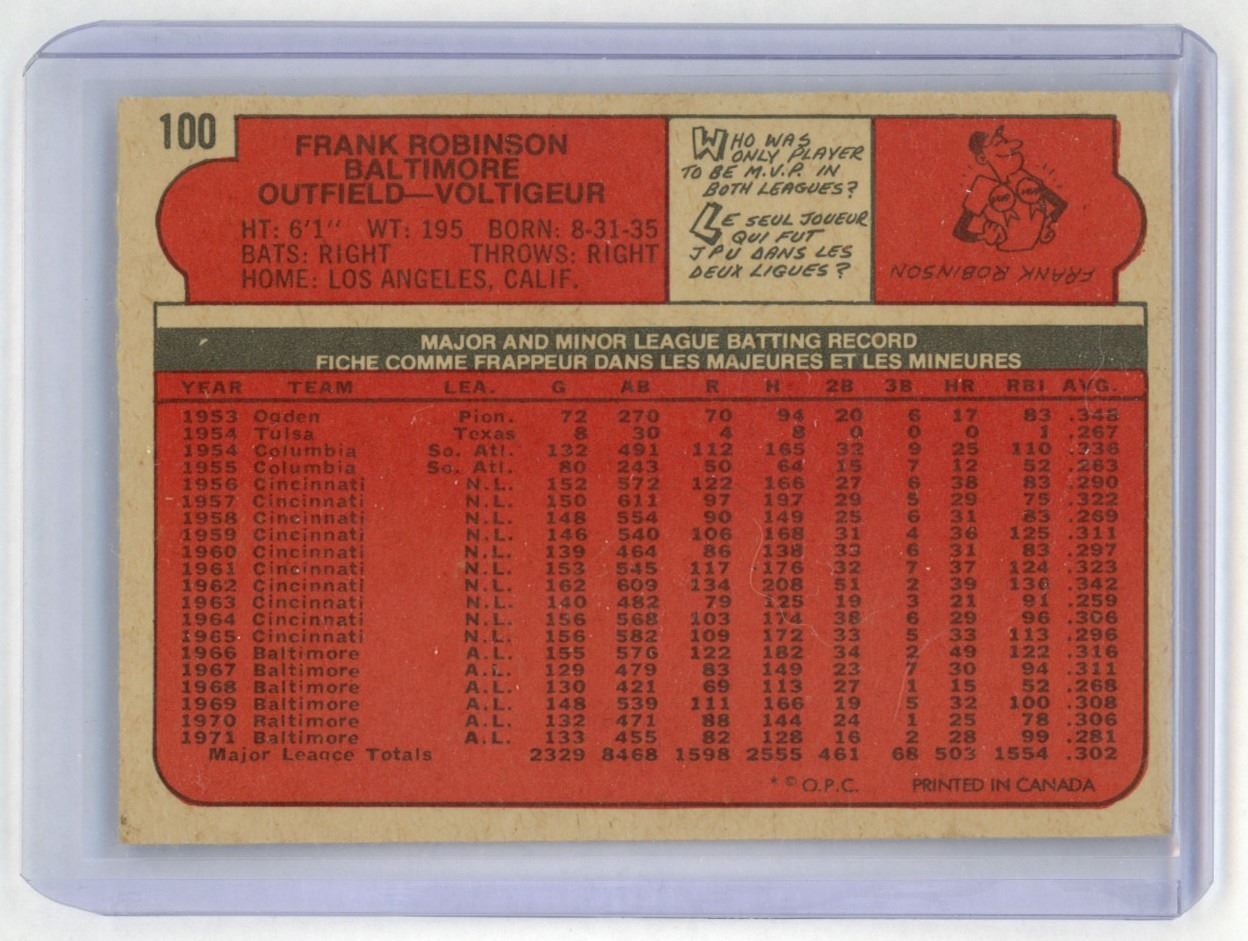 100
FRANK ROBINSON
BALTIMORE
OUTFIELD—VOLTIGEUR
HT: 6'1" WT: 195 BORN: 8-31-35
BATS: RIGHT THROWS: RIGHT
HOME: LOS ANGELES, CALIF.
WHO WAS
ONLY PLAYER
TO BE M.V.P. IN
BOTH LEAGUES?
LE SEUL JOUEUR
QUI FUT
JPU DANS LES
DEUX LIGUES?
FRANK ROBINSON
MAJOR AND MINOR LEAGUE BATTING RECORD
FICHE COMME FRAPPEUR DANS LES MAJEURES ET LES MINEURES
YEAR TEAM LEA. G AB R H 2B 3B HR RBI AVG.
1953 Ogden Pion. 72 270 70 94 20 6 17 83 .348
1954 Tulsa Texas 8 30 4 8 0 0 0 1 .267
1954 Columbia So. Atl. 132 491 112 165 32 9 25 110 .336
1955 Columbia So. Atl. 80 243 50 64 15 7 12 52 .263
1956 Cincinnati N.L. 152 572 122 166 27 6 38 83 .290
1957 Cincinnati N.L. 150 611 97 197 29 5 29 75 .322
1958 Cincinnati N.L. 148 554 90 149 25 6 31 83 .269
1959 Cincinnati N.L. 146 540 106 168 31 4 36 125 .311
1960 Cincinnati N.L. 139 464 86 138 33 6 31 83 .297
1961 Cincinnati N.L. 153 545 117 176 32 7 37 124 .323
1962 Cincinnati N.L. 162 609 134 208 51 2 39 136 .342
1963 Cincinnati N.L. 140 482 79 125 19 3 21 91 .259
1964 Cincinnati N.L. 156 568 103 174 38 6 29 96 .306
1965 Cincinnati N.L. 156 582 109 172 33 5 33 113 .296
1966 Baltimore A.L. 155 576 122 182 34 2 49 122 .316
1967 Baltimore A.L. 129 479 83 149 23 7 30 94 .311
1968 Baltimore A.L. 130 421 69 113 27 1 15 52 .268
1969 Baltimore A.L. 148 539 111 166 19 5 32 100 .308
1970 Baltimore A.L. 132 471 88 144 24 1 25 78 .306
1971 Baltimore A.L. 133 455 82 128 16 2 28 99 .281
Major League Totals 2329 8468 1598 2555 461 68 503 1554 .302
* © O.P.C. PRINTED IN CANADA